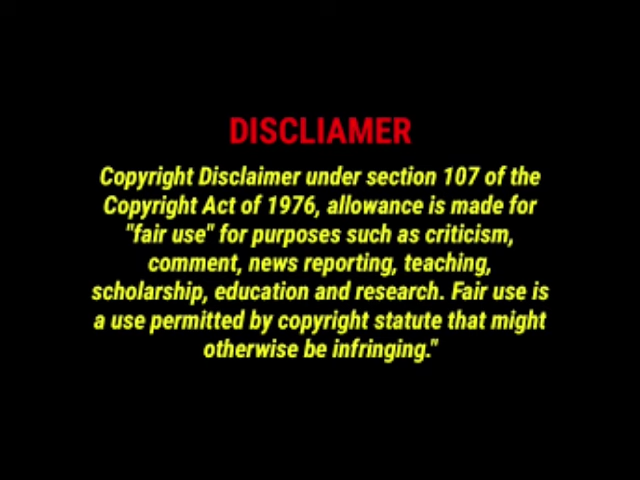 DISCLIAMER
Copyright Disclaimer under section 107 of the
Copyright Act of 1976, allowance is made for
"fair use" for purposes such as criticism,
comment, news reporting, teaching,
scholarship, education and research. Fair use is
a use permitted by copyright statute that might
otherwise be infringing."